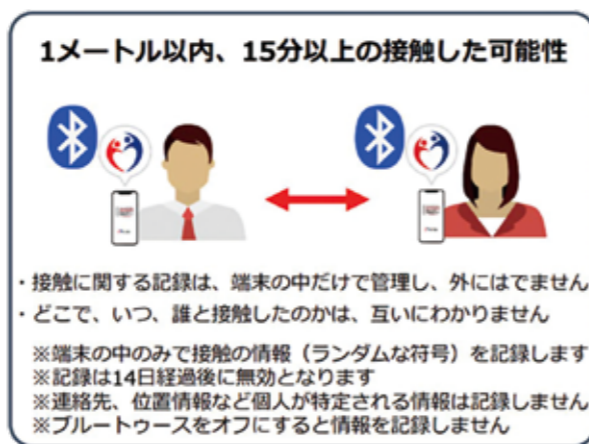 1メートル以内、15分以上の接触した可能性
・接触に関する記録は、端末の中だけで管理し、外にはでません
・どこで、いつ、誰と接触したのかは、互いにわかりません
※端末の中のみで接触の情報（ランダムな符号）を記録します
※記録は14日経過後に無効となります
※連絡先、位置情報など個人が特定される情報は記録しません
※ブルートゥースをオフにすると情報を記録しません